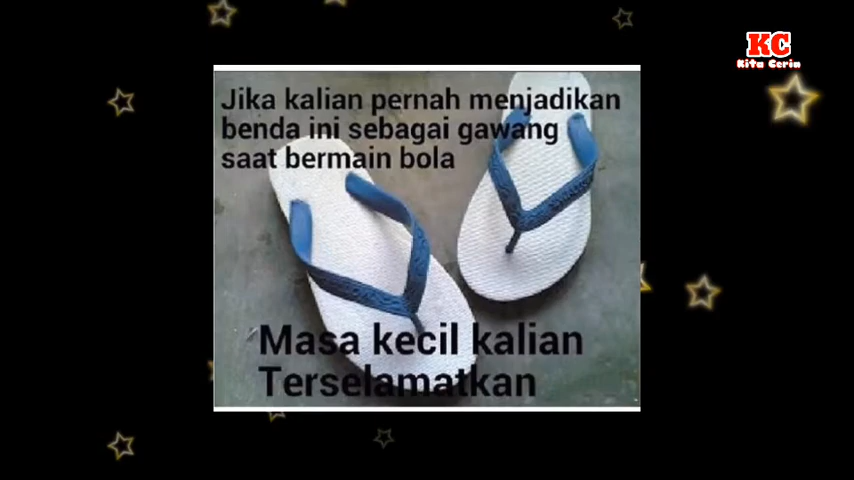 KC
Kita Ceria
Jika kalian pernah menjadikan
benda ini sebagai gawang
saat bermain bola
Masa kecil kalian
Terselamatkan